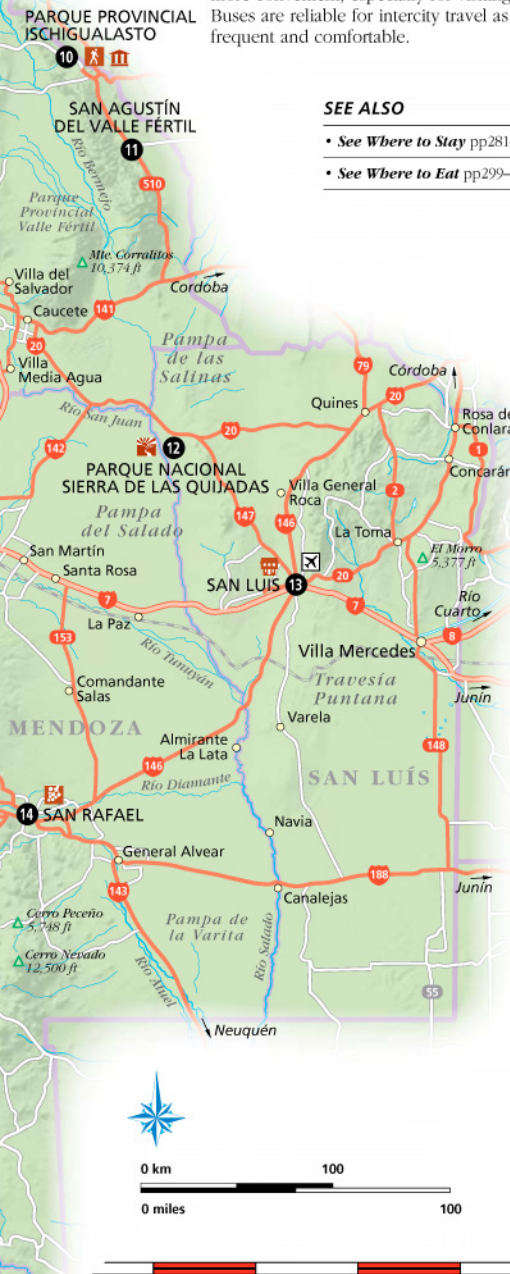 Buses are reliable for intercity travel as
frequent and comfortable.
PARQUE PROVINCIAL
ISCHIGUALASTO
10
SAN AGUSTÍN
DEL VALLE FÉRTIL
11
SEE ALSO
• See Where to Stay pp281–
• See Where to Eat pp299–
Río Bermejo
510
Parque
Provincial
Valle Fértil
Mte. Corralitos
10,374 ft
Villa del
Salvador
Cordoba
Caucete
141
20
Villa
Media Agua
Pampa
de las
Salinas
79
Córdoba
20
Quines
Río San Juan
Rosa de
Conlara
20
142
12
1
PARQUE NACIONAL
SIERRA DE LAS QUIJADAS
Concarán
Villa General
Roca
2
Pampa
del Salado
147
146
La Toma
San Martín
El Morro
5,377 ft
Santa Rosa
SAN LUIS
13
20
7
7
Río
Cuarto
La Paz
153
8
Villa Mercedes
Río Tunuyán
Comandante
Salas
Travesía
Puntana
Junín
MENDOZA
Varela
Almirante
La Lata
148
146
Río Diamante
SAN LUÍS
14
SAN RAFAEL
Navia
General Alvear
188
Junín
143
Canalejas
Cerro Peceño
5,748 ft
Pampa de
la Varita
Cerro Nevado
12,500 ft
Río Salado
Río Atuel
55
Neuquén
0 km
100
0 miles
100